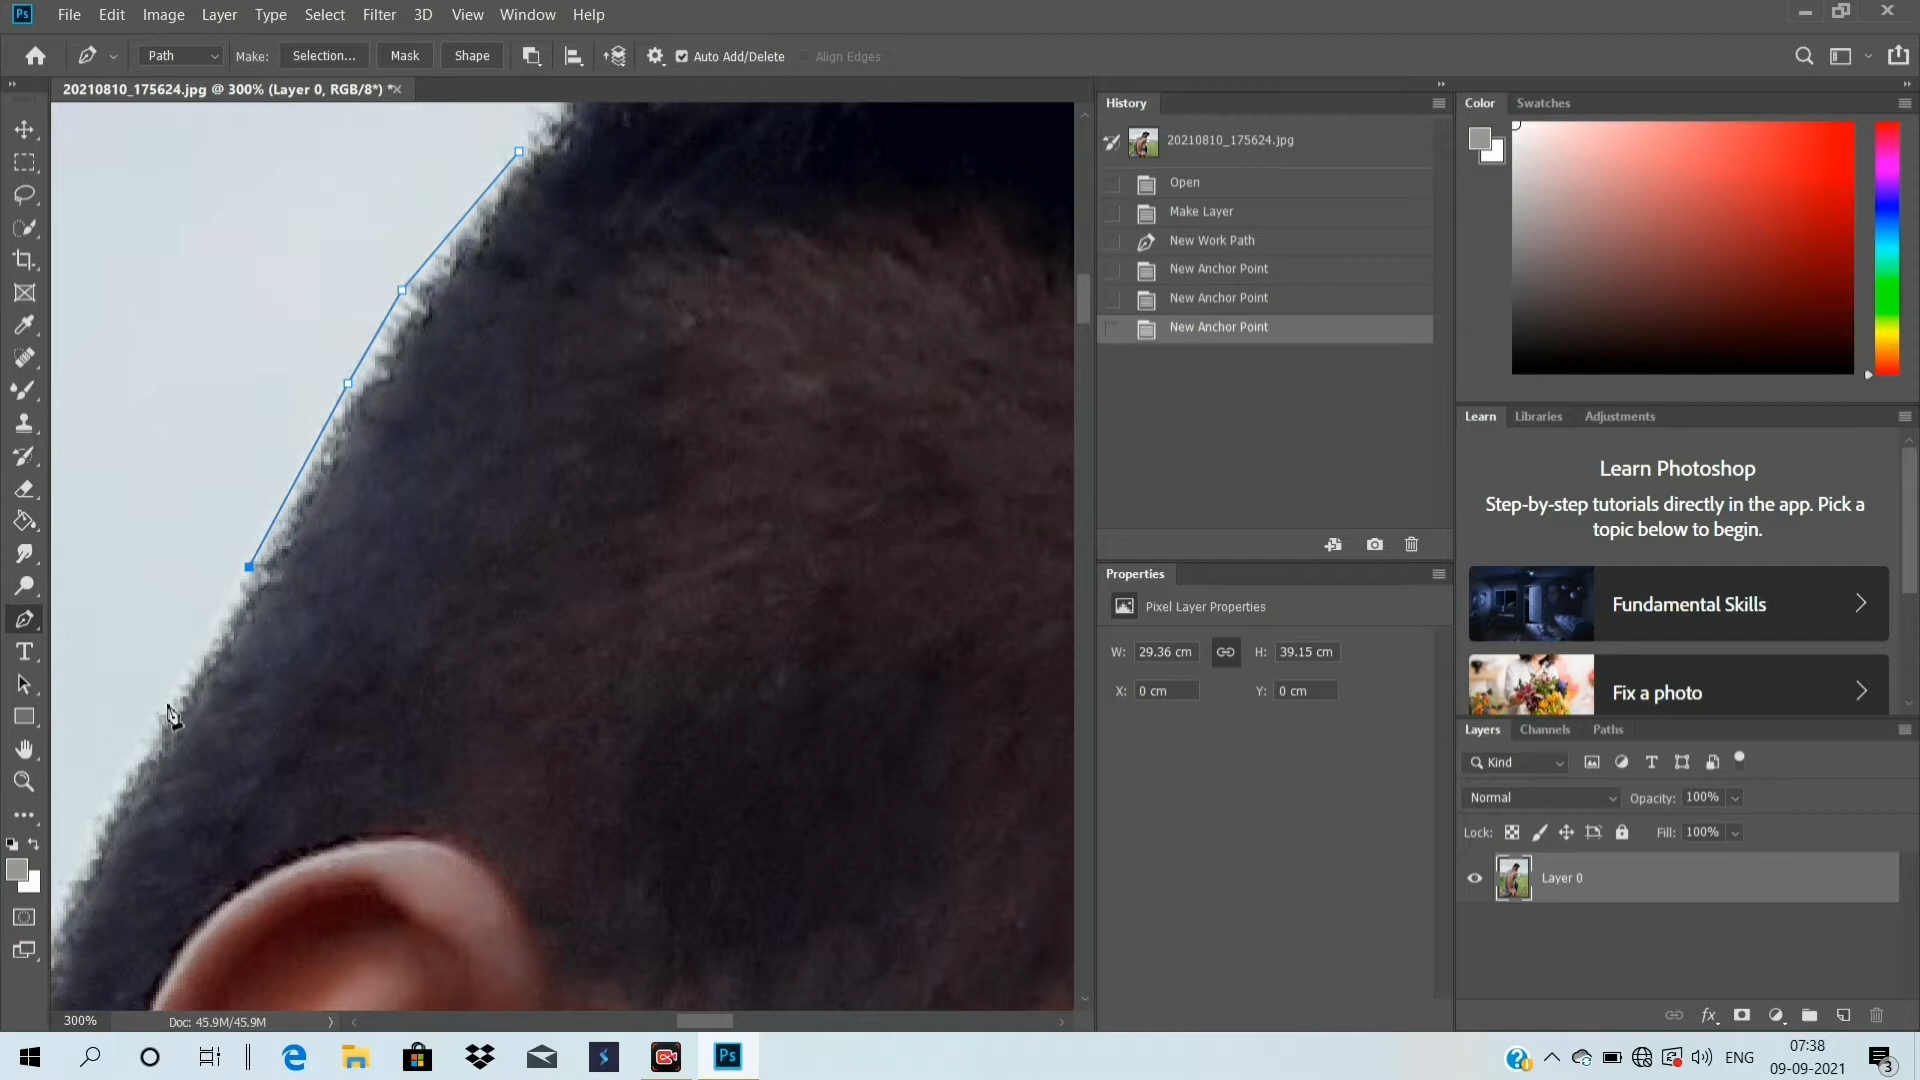 Ps File Edit Image Layer Type Select Filter 3D View Window Help
Path Make: Selection... Mask Shape Auto Add/Delete Align Edges
20210810_175624.jpg @ 300% (Layer 0, RGB/8*) *
History
20210810_175624.jpg
Open
Make Layer
New Work Path
New Anchor Point
New Anchor Point
New Anchor Point
Properties
Pixel Layer Properties
W: 29.36 cm H: 39.15 cm
X: 0 cm Y: 0 cm
Color Swatches
Learn Libraries Adjustments
Learn Photoshop
Step-by-step tutorials directly in the app. Pick a
topic below to begin.
Fundamental Skills
Fix a photo
Layers Channels Paths
Kind
Normal Opacity: 100%
Lock: Fill: 100%
Layer 0
fx
300% Doc: 45.9M/45.9M
Ps
ENG
07:38
09-09-2021
3